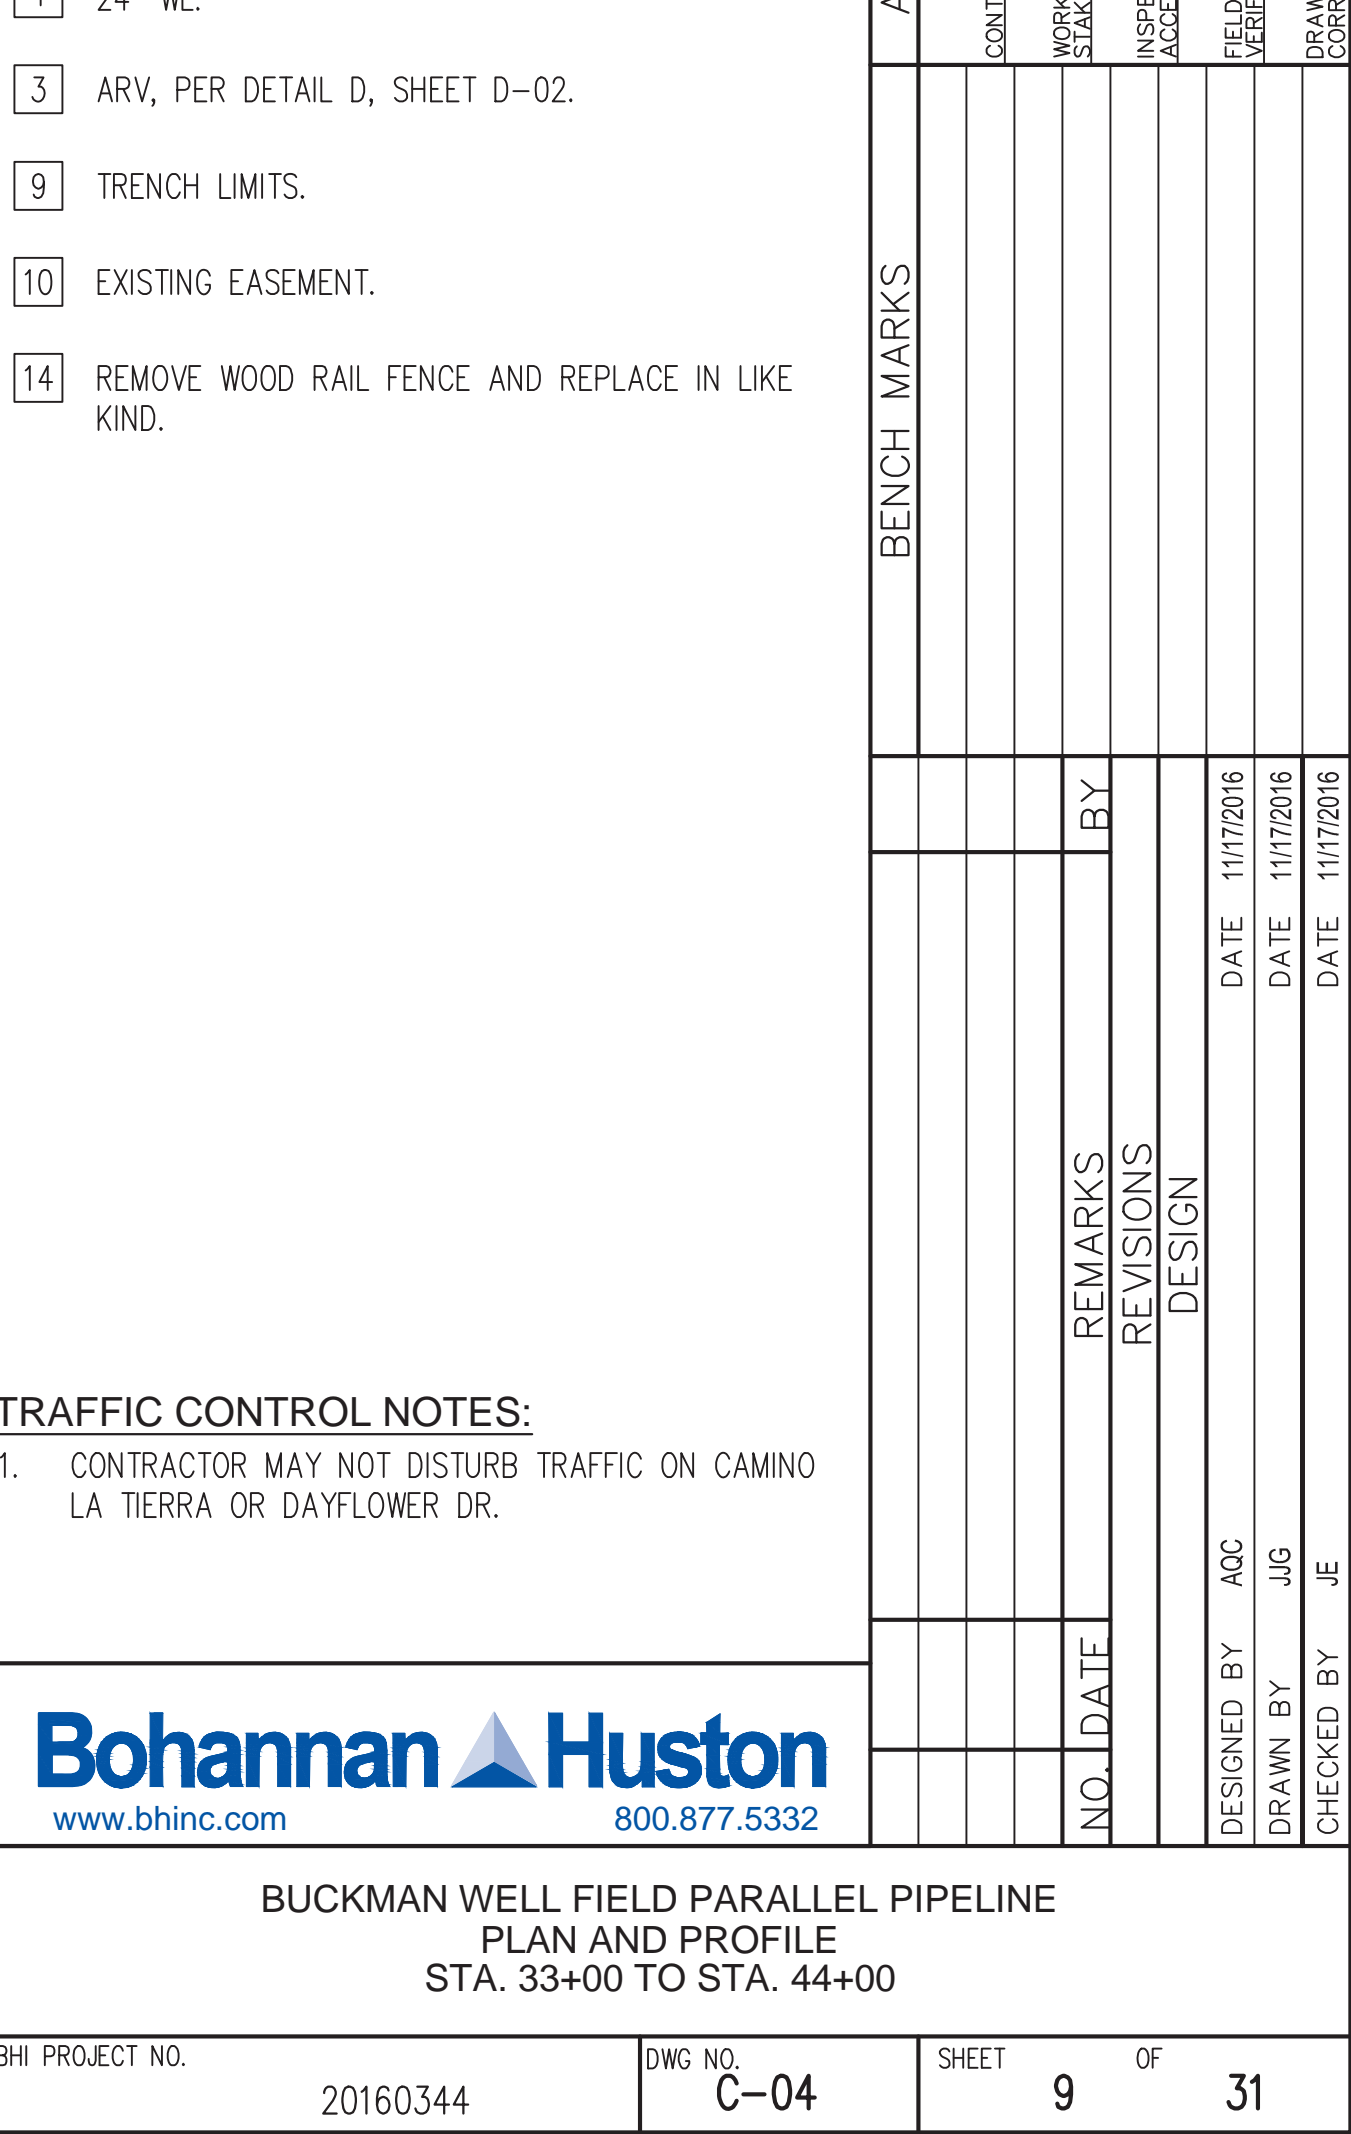 3 ARV, PER DETAIL D, SHEET D-02.
9 TRENCH LIMITS.
10 EXISTING EASEMENT.
14 REMOVE WOOD RAIL FENCE AND REPLACE IN LIKE
KIND.
TRAFFIC CONTROL NOTES:
1. CONTRACTOR MAY NOT DISTURB TRAFFIC ON CAMINO
LA TIERRA OR DAYFLOWER DR.
Bohannan Huston
www.bhinc.com 800.877.5332
BENCH MARKS
NO. DATE REMARKS BY
REVISIONS
DESIGN
DESIGNED BY AQC DATE 11/17/2016
DRAWN BY JJG DATE 11/17/2016
CHECKED BY JE DATE 11/17/2016
BUCKMAN WELL FIELD PARALLEL PIPELINE
PLAN AND PROFILE
STA. 33+00 TO STA. 44+00
BHI PROJECT NO.
20160344
DWG NO.
C-04
SHEET 9 OF 31